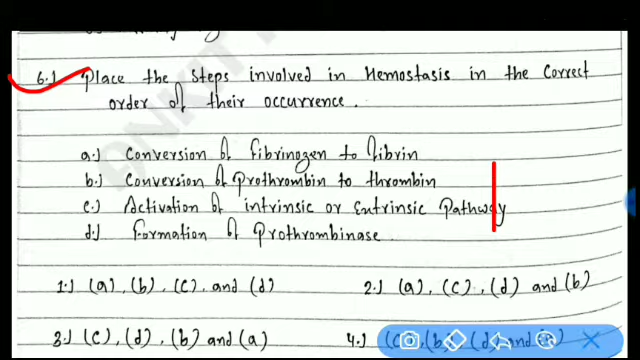 6.) Place the Steps involved in Hemostasis in the Correct
order of their occurrence.
a.) Conversion of fibrinogen to fibrin
b.) Conversion of Prothrombin to thrombin
c.) Activation of intrinsic or Extrinsic Pathway
d.) Formation of Prothrombinase.
1.) (a), (b), (c), and (d)
2.) (a), (c), (d) and (b)
3.) (c), (d), (b) and (a)
4.) (c), (b), (d) and